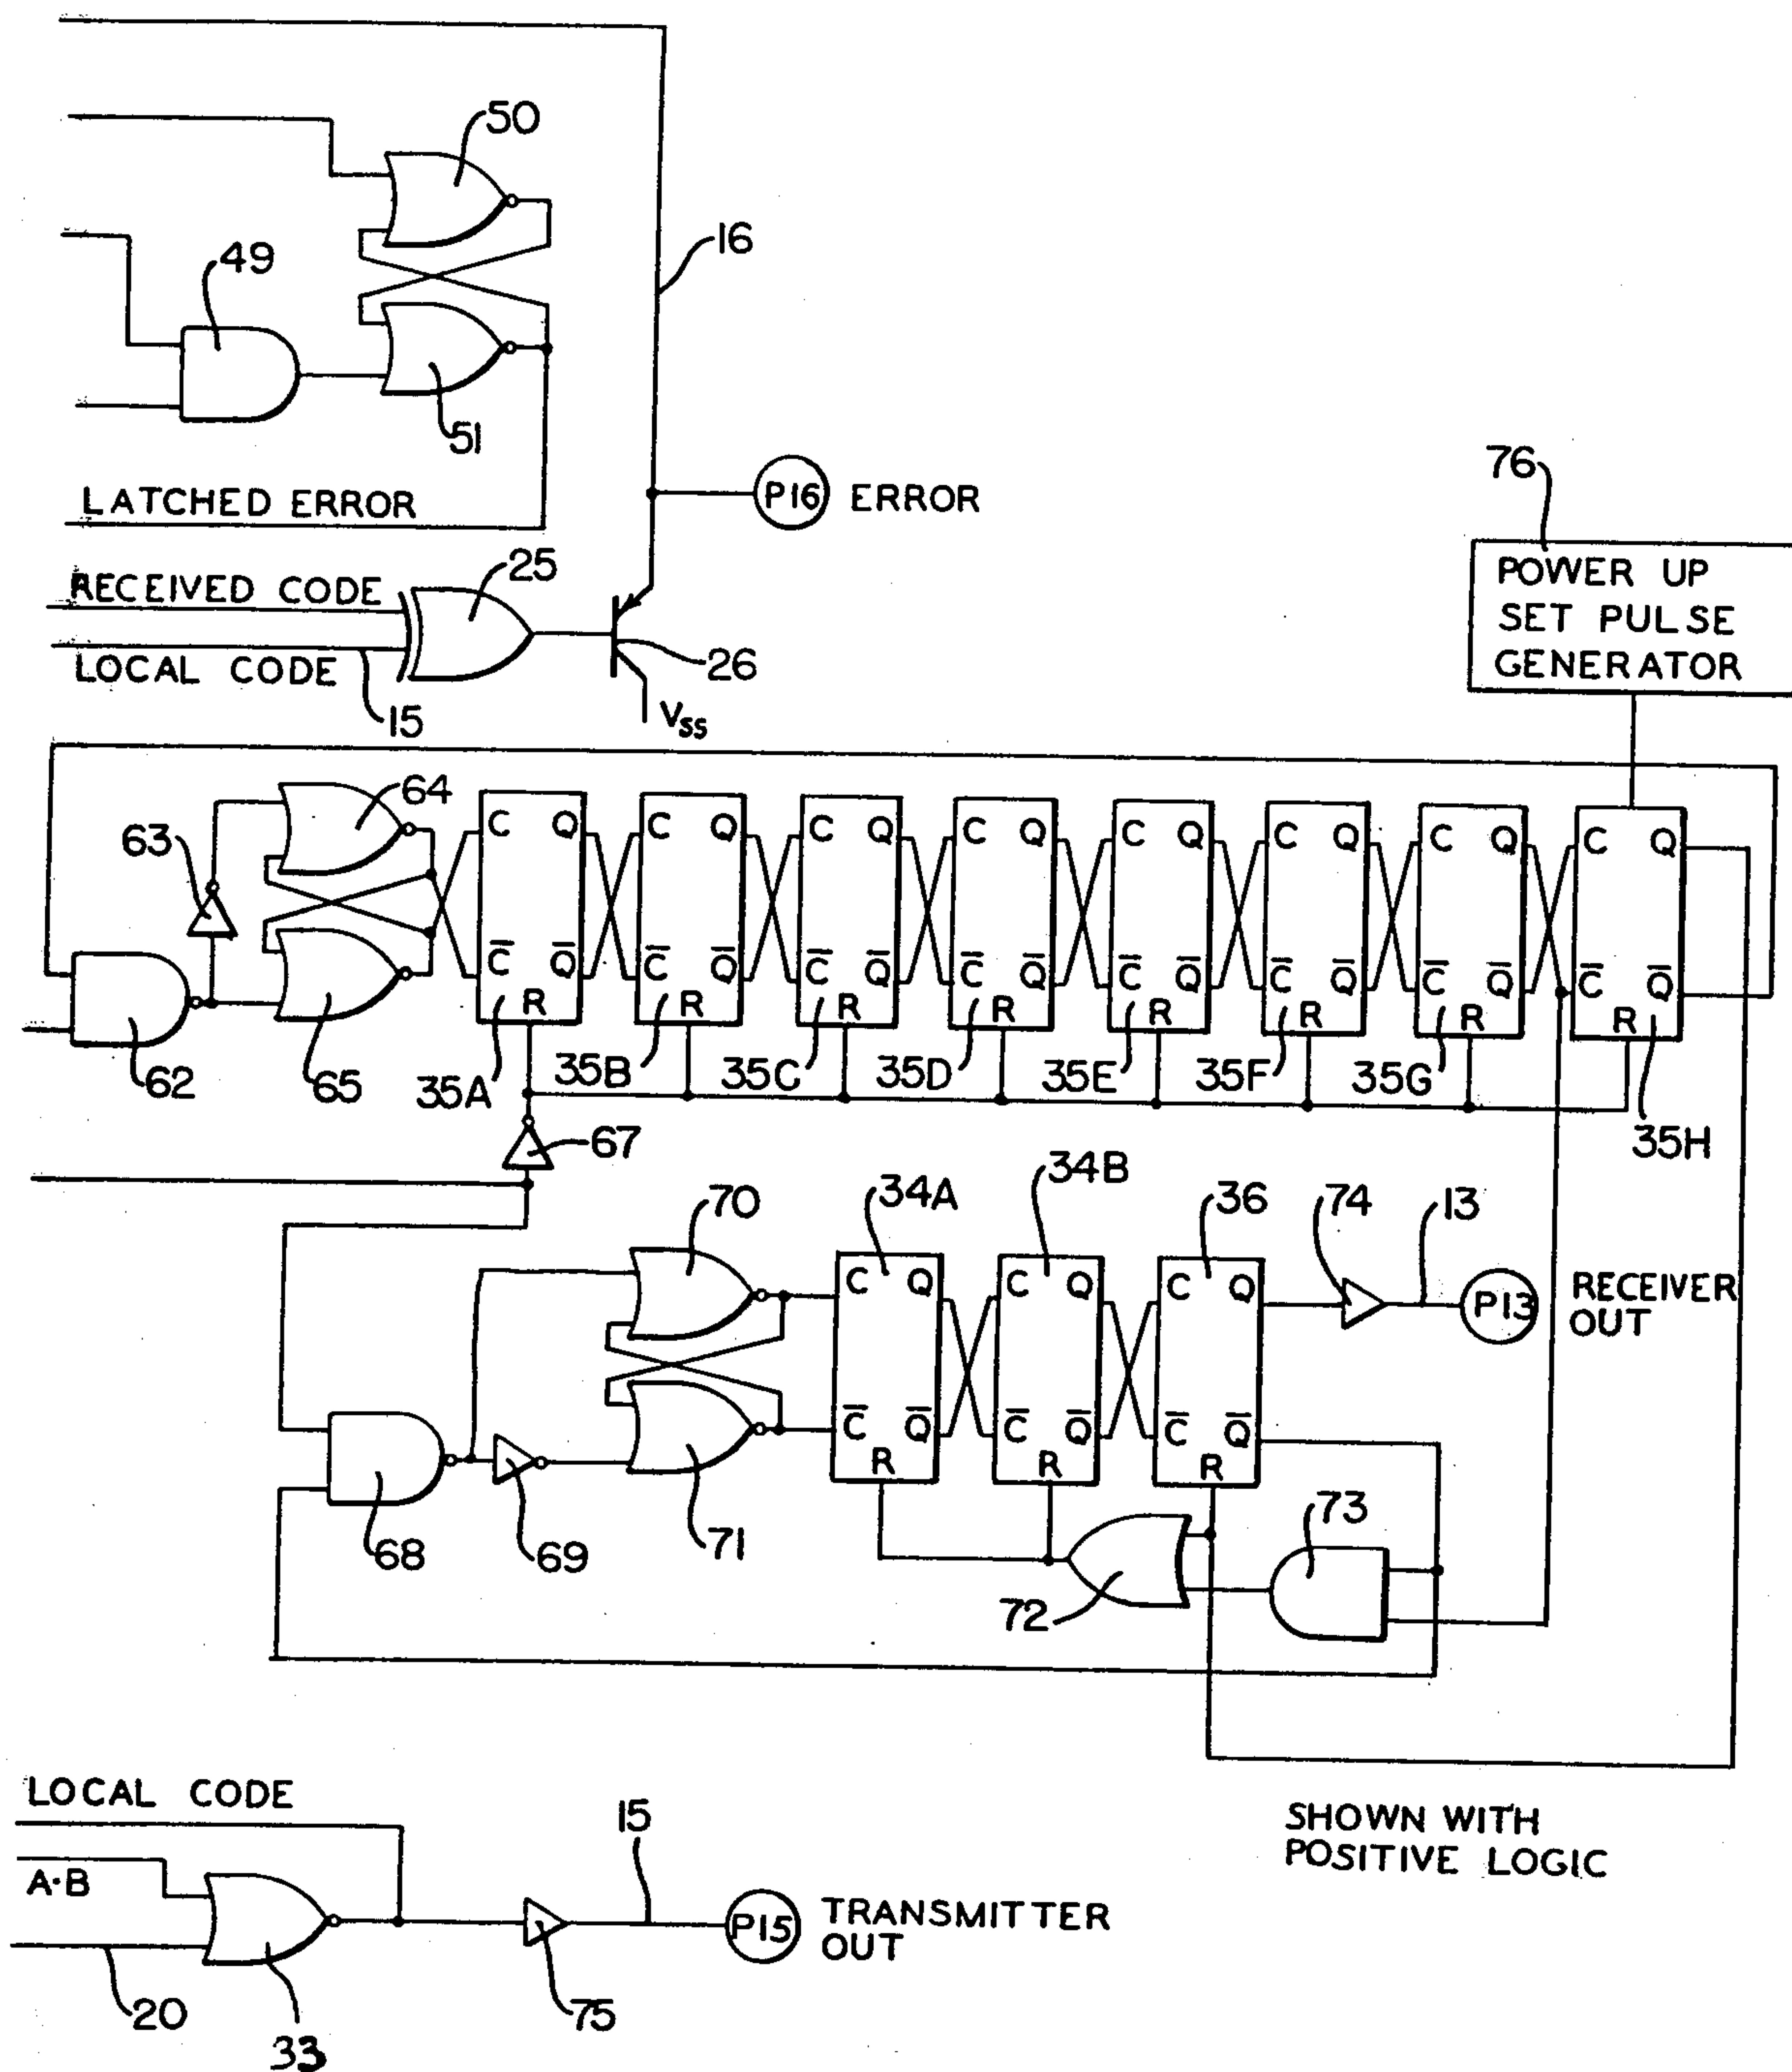 50
49
16
51
LATCHED ERROR
P16 ERROR
76
POWER UP
SET PULSE
GENERATOR
RECEIVED CODE
25
LOCAL CODE
15
26
VSS
64
63
C Q C Q C Q C Q C Q C Q C Q C Q
C̅ Q̅ C̅ Q̅ C̅ Q̅ C̅ Q̅ C̅ Q̅ C̅ Q̅ C̅ Q̅ C̅ Q̅
R R R R R R R R
62
65
35A
35B
35C
35D
35E
35F
35G
35H
67
70
34A
34B
36
74
13
C Q C Q C Q
P13
RECEIVER
OUT
C̅ Q̅ C̅ Q̅ C̅ Q̅
R R R
68
69
71
72
73
LOCAL CODE
A·B
15
P15
TRANSMITTER
OUT
20
33
75
SHOWN WITH
POSITIVE LOGIC